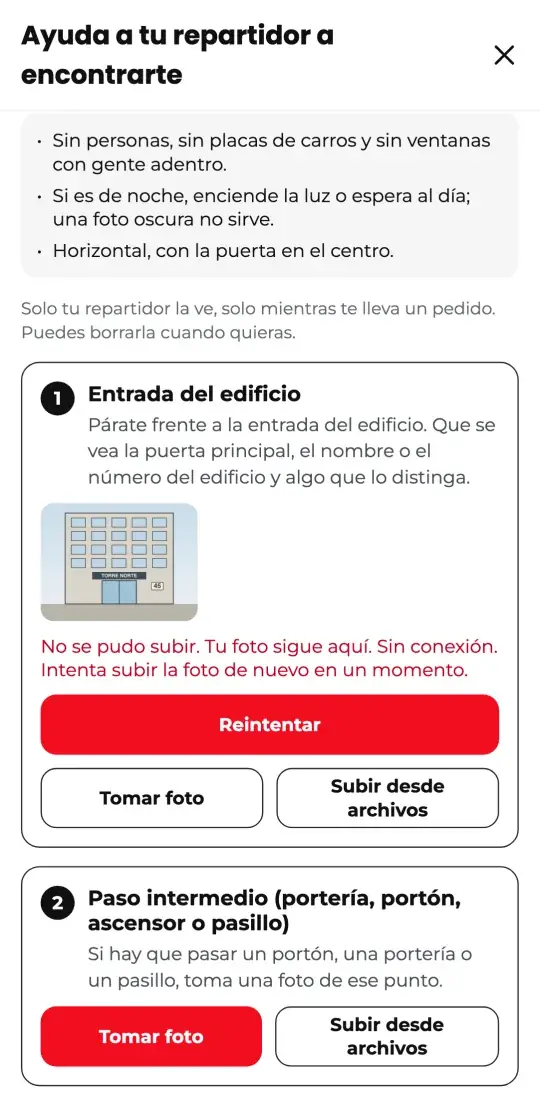 Ayuda a tu repartidor a
encontrarte
· Sin personas, sin placas de carros y sin ventanas
con gente adentro.
· Si es de noche, enciende la luz o espera al día;
una foto oscura no sirve.
· Horizontal, con la puerta en el centro.
Solo tu repartidor la ve, solo mientras te lleva un pedido.
Puedes borrarla cuando quieras.
1 Entrada del edificio
Párate frente a la entrada del edificio. Que se
vea la puerta principal, el nombre o el
número del edificio y algo que lo distinga.
TORRE NORTE
45
No se pudo subir. Tu foto sigue aquí. Sin conexión.
Intenta subir la foto de nuevo en un momento.
Reintentar
Tomar foto
Subir desde
archivos
2 Paso intermedio (portería, portón,
ascensor o pasillo)
Si hay que pasar un portón, una portería o
un pasillo, toma una foto de ese punto.
Tomar foto
Subir desde
archivos